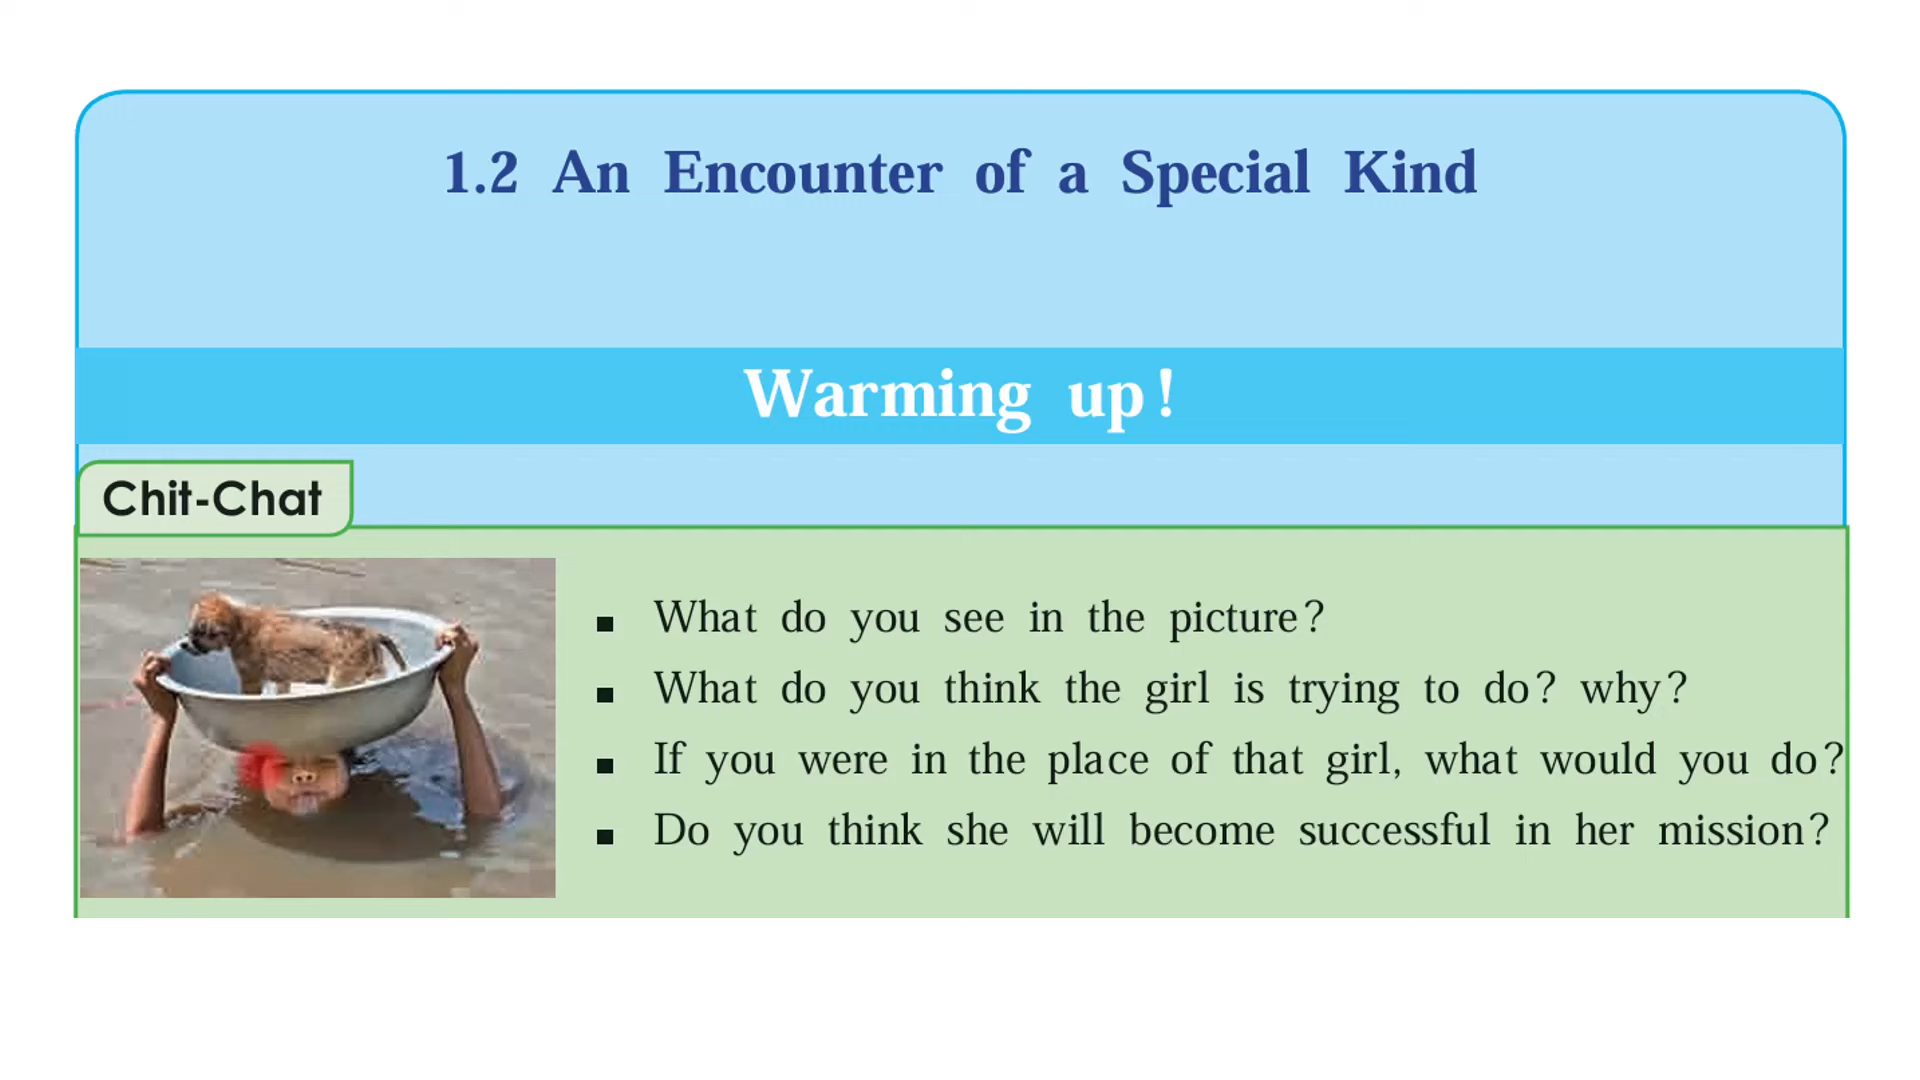 1.2 An Encounter of a Special Kind
Warming up!
Chit-Chat
▪ What do you see in the picture?
▪ What do you think the girl is trying to do? why?
▪ If you were in the place of that girl, what would you do?
▪ Do you think she will become successful in her mission?